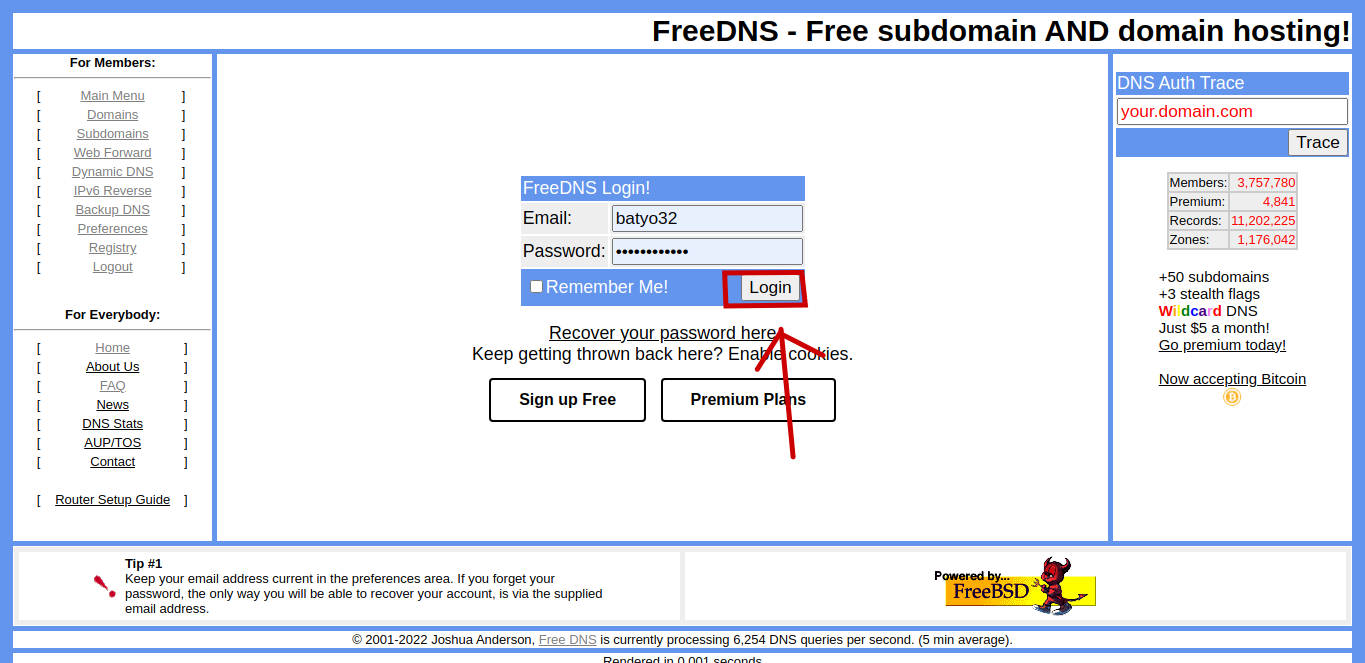 FreeDNS - Free subdomain AND domain hosting!
For Members:
[ Main Menu ]
[ Domains ]
[ Subdomains ]
[ Web Forward ]
[ Dynamic DNS ]
[ IPv6 Reverse ]
[ Backup DNS ]
[ Preferences ]
[ Registry ]
[ Logout ]
For Everybody:
[ Home ]
[ About Us ]
[ FAQ ]
[ News ]
[ DNS Stats ]
[ AUP/TOS ]
[ Contact ]
[ Router Setup Guide ]
FreeDNS Login!
Email: batyo32
Password: ••••••••••••
Remember Me! Login
Recover your password here
Keep getting thrown back here? Enable cookies.
Sign up Free Premium Plans
DNS Auth Trace
your.domain.com
Trace
Members: 3,757,780
Premium: 4,841
Records: 11,202,225
Zones: 1,176,042
+50 subdomains
+3 stealth flags
Wildcard DNS
Just $5 a month!
Go premium today!
Now accepting Bitcoin
Tip #1
Keep your email address current in the preferences area. If you forget your
password, the only way you will be able to recover your account, is via the supplied
email address.
Powered by...
FreeBSD
© 2001-2022 Joshua Anderson, Free DNS is currently processing 6,254 DNS queries per second. (5 min average).
Rendered in 0.001 seconds